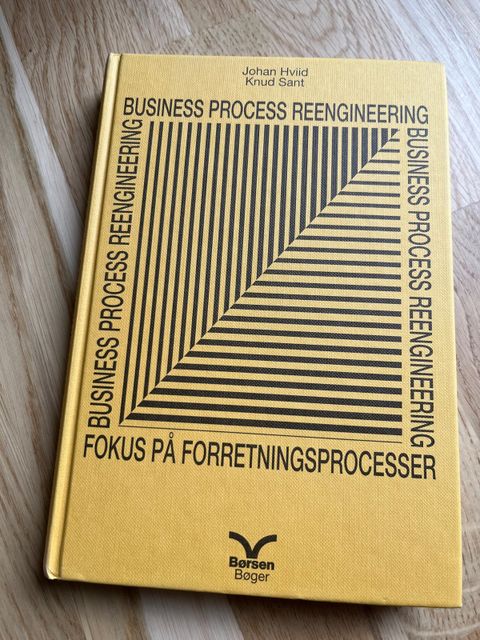 Johan Hviid
Knud Sant
BUSINESS PROCESS REENGINEERING
BUSINESS PROCESS REENGINEERING
BUSINESS PROCESS REENGINEERING
FOKUS PÅ FORRETNINGSPROCESSER
Børsen
Bøger